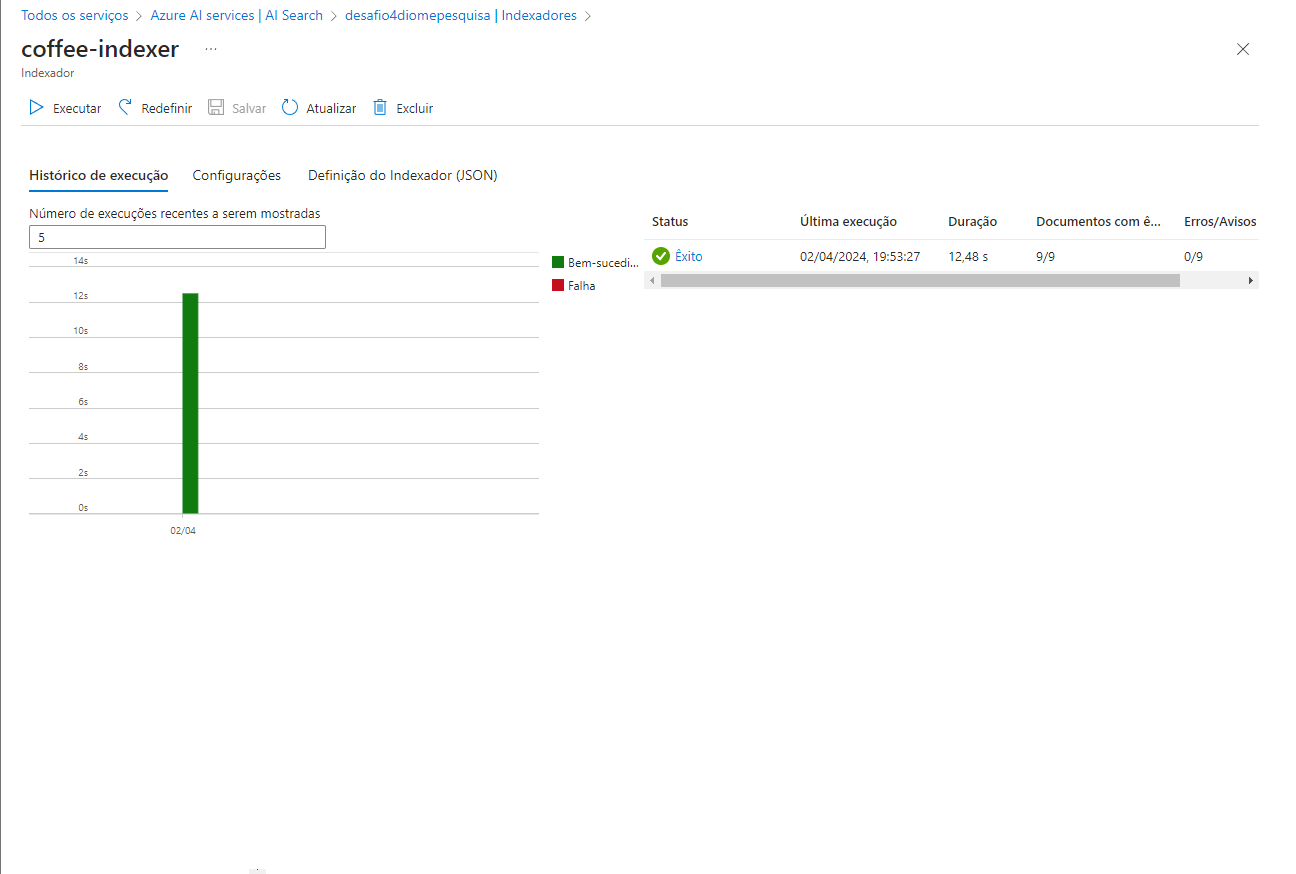 Todos os serviços > Azure AI services | AI Search > desafio4diomepesquisa | Indexadores >
coffee-indexer ...
Indexador
Executar Redefinir Salvar Atualizar Excluir
Histórico de execução Configurações Definição do Indexador (JSON)
Número de execuções recentes a serem mostradas
5
14s
12s
10s
8s
6s
4s
2s
0s
02/04
Bem-sucedi...
Falha
Status Última execução Duração Documentos com ê... Erros/Avisos
Êxito 02/04/2024, 19:53:27 12,48 s 9/9 0/9